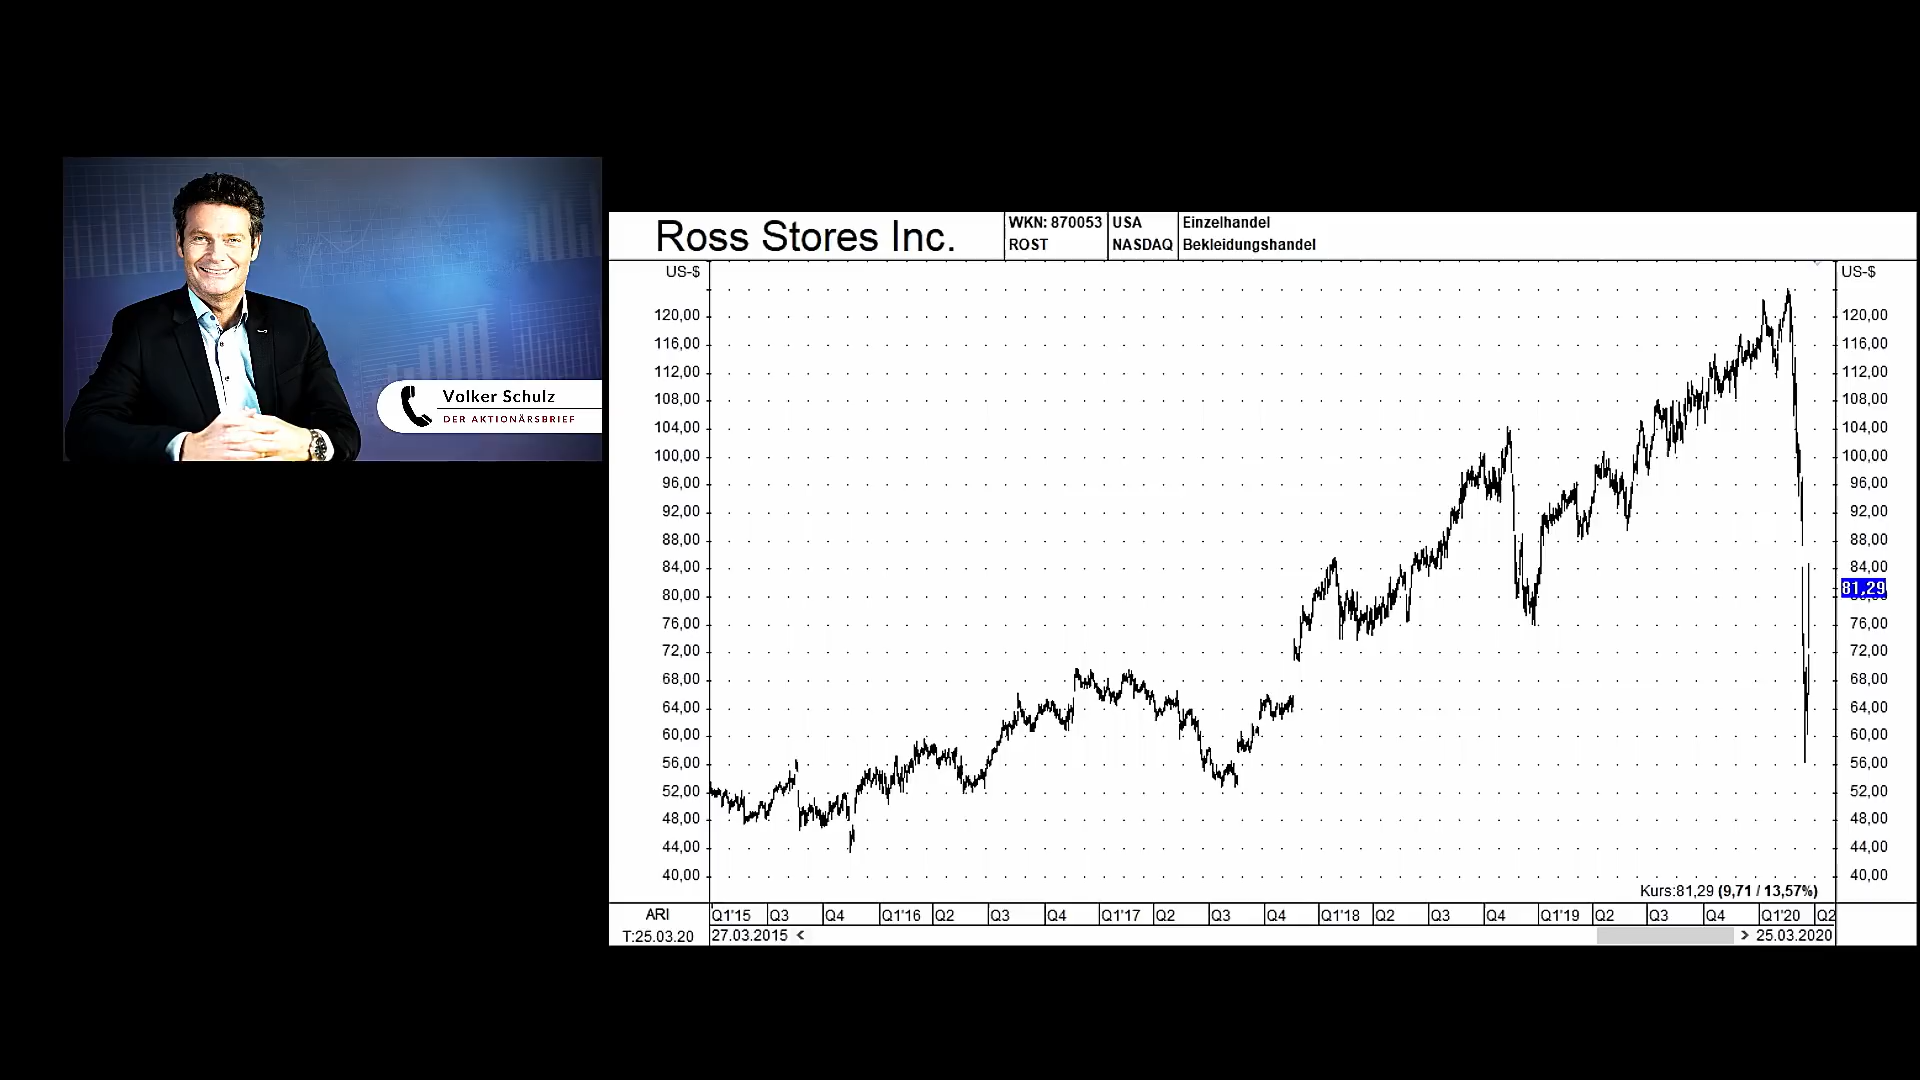 Volker Schulz
DER AKTIONÄRSBRIEF
Ross Stores Inc.
WKN: 870053 USA Einzelhandel
ROST NASDAQ Bekleidungshandel
US-$ US-$
120,00 120,00
116,00 116,00
112,00 112,00
108,00 108,00
104,00 104,00
100,00 100,00
96,00 96,00
92,00 92,00
88,00 88,00
84,00 84,00
81,29
80,00 80,00
76,00 76,00
72,00 72,00
68,00 68,00
64,00 64,00
60,00 60,00
56,00 56,00
52,00 52,00
48,00 48,00
44,00 44,00
40,00 40,00
Kurs:81,29 (9,71 / 13,57%)
ARI Q1'15 Q3 Q4 Q1'16 Q2 Q3 Q4 Q1'17 Q2 Q3 Q4 Q1'18 Q2 Q3 Q4 Q1'19 Q2 Q3 Q4 Q1'20 Q2
T:25.03.20 27.03.2015 < > 25.03.2020